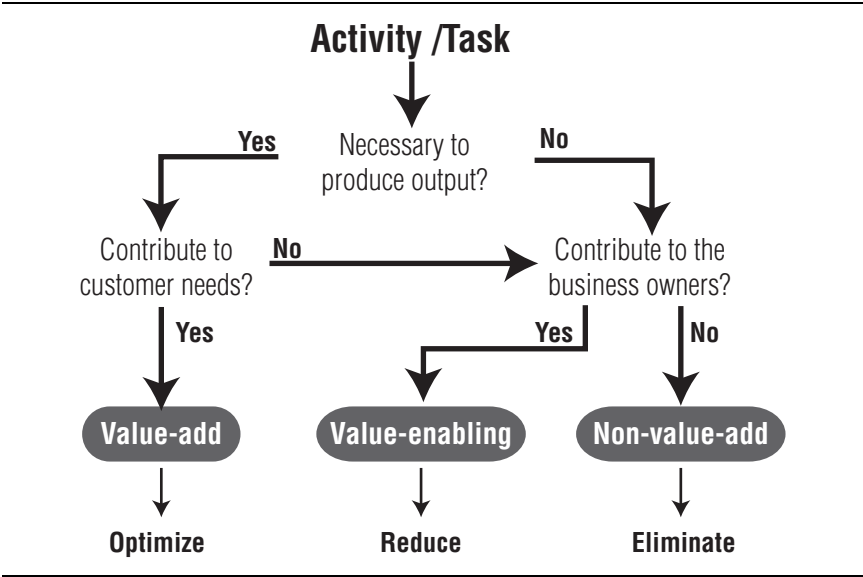 Activity /Task
Yes
No
Necessary to
produce output?
Contribute to
customer needs?
No
Contribute to the
business owners?
Yes
Yes
No
Value-add
Value-enabling
Non-value-add
Optimize
Reduce
Eliminate